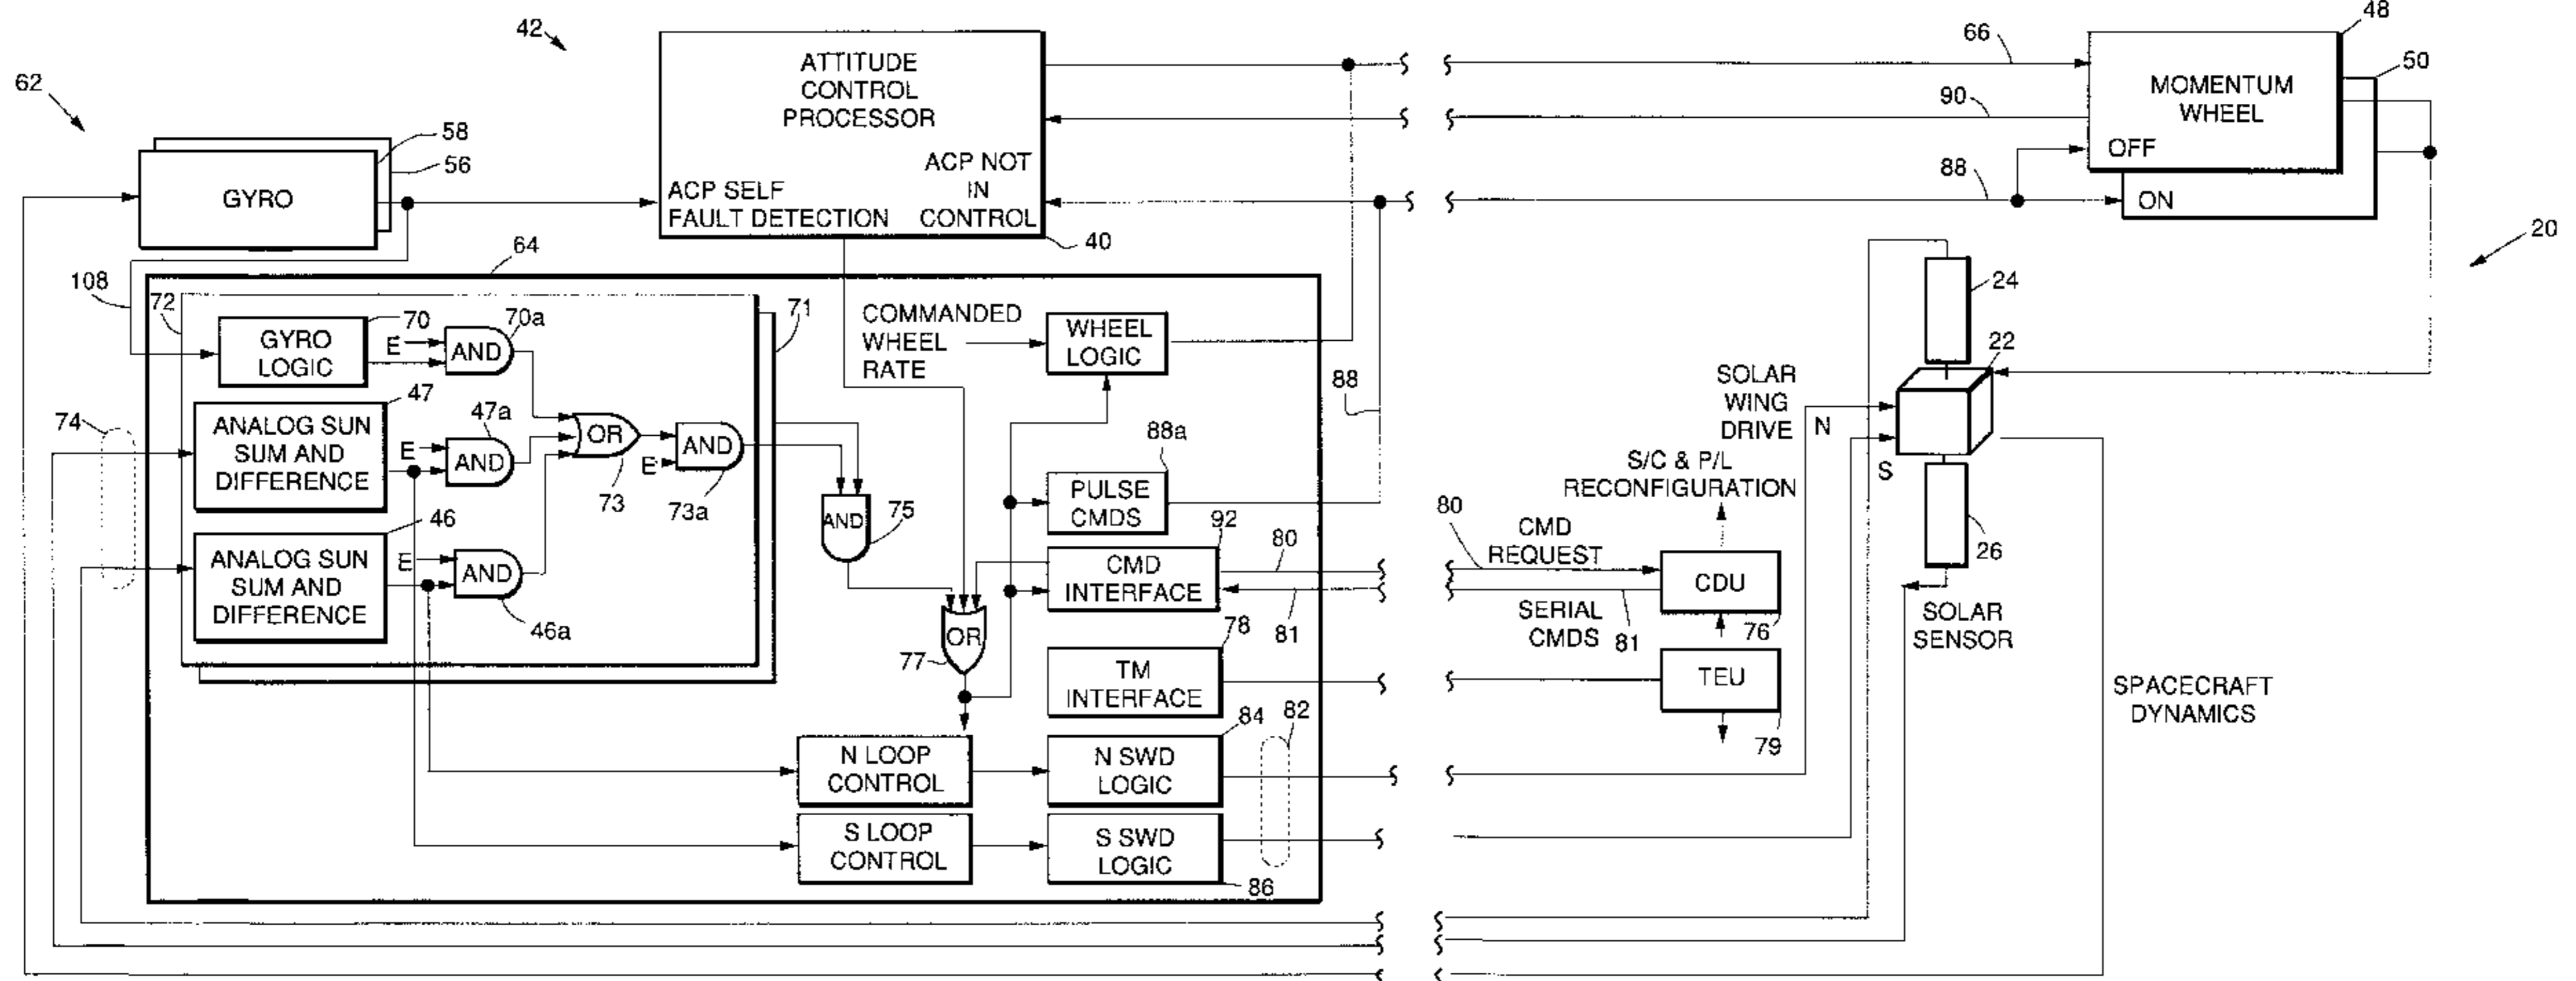 42
62
ATTITUDE
CONTROL
PROCESSOR
ACP NOT
IN
CONTROL
ACP SELF
FAULT DETECTION
40
66
90
88
48
50
MOMENTUM
WHEEL
OFF
ON
20
58
56
GYRO
64
108
72
71
GYRO
LOGIC
70
70a
E
AND
74
ANALOG SUN
SUM AND
DIFFERENCE
47
47a
E
AND
ANALOG SUN
SUM AND
DIFFERENCE
46
E
AND
46a
OR
73
E
AND
73a
AND
75
OR
77
COMMANDED
WHEEL
RATE
WHEEL
LOGIC
88
88a
PULSE
CMDS
92
CMD
INTERFACE
80
81
78
TM
INTERFACE
N LOOP
CONTROL
84
82
N SWD
LOGIC
S LOOP
CONTROL
S SWD
LOGIC
86
24
22
SOLAR
WING
DRIVE
N
S
26
S/C & P/L
RECONFIGURATION
80
CMD
REQUEST
CDU
SERIAL
CMDS
81
76
TEU
79
SOLAR
SENSOR
SPACECRAFT
DYNAMICS